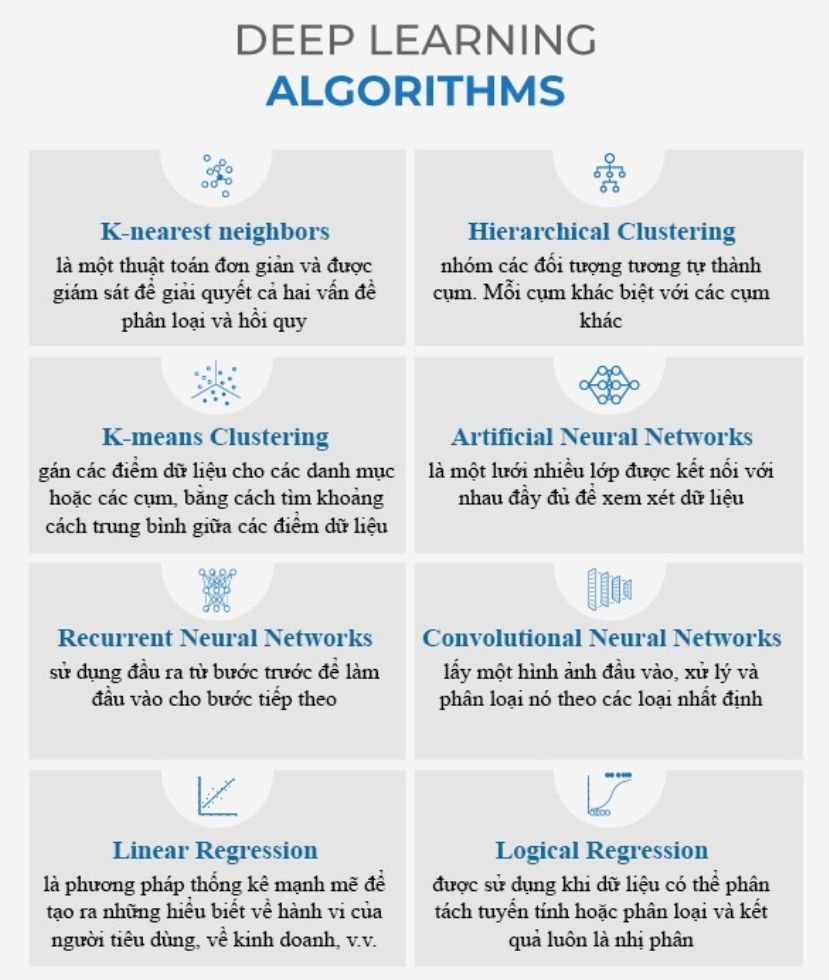 DEEP LEARNING
ALGORITHMS
K-nearest neighbors
là một thuật toán đơn giản và được
giám sát để giải quyết cả hai vấn đề
phân loại và hồi quy
Hierarchical Clustering
nhóm các đối tượng tương tự thành
cụm. Mỗi cụm khác biệt với các cụm
khác
K-means Clustering
gán các điểm dữ liệu cho các danh mục
hoặc các cụm, bằng cách tìm khoảng
cách trung bình giữa các điểm dữ liệu
Artificial Neural Networks
là một lưới nhiều lớp được kết nối với
nhau đầy đủ để xem xét dữ liệu
Recurrent Neural Networks
sử dụng đầu ra từ bước trước để làm
đầu vào cho bước tiếp theo
Convolutional Neural Networks
lấy một hình ảnh đầu vào, xử lý và
phân loại nó theo các loại nhất định
Linear Regression
là phương pháp thống kê mạnh mẽ để
tạo ra những hiểu biết về hành vi của
người tiêu dùng, về kinh doanh, v.v.
Logical Regression
được sử dụng khi dữ liệu có thể phân
tách tuyến tính hoặc phân loại và kết
quả luôn là nhị phân